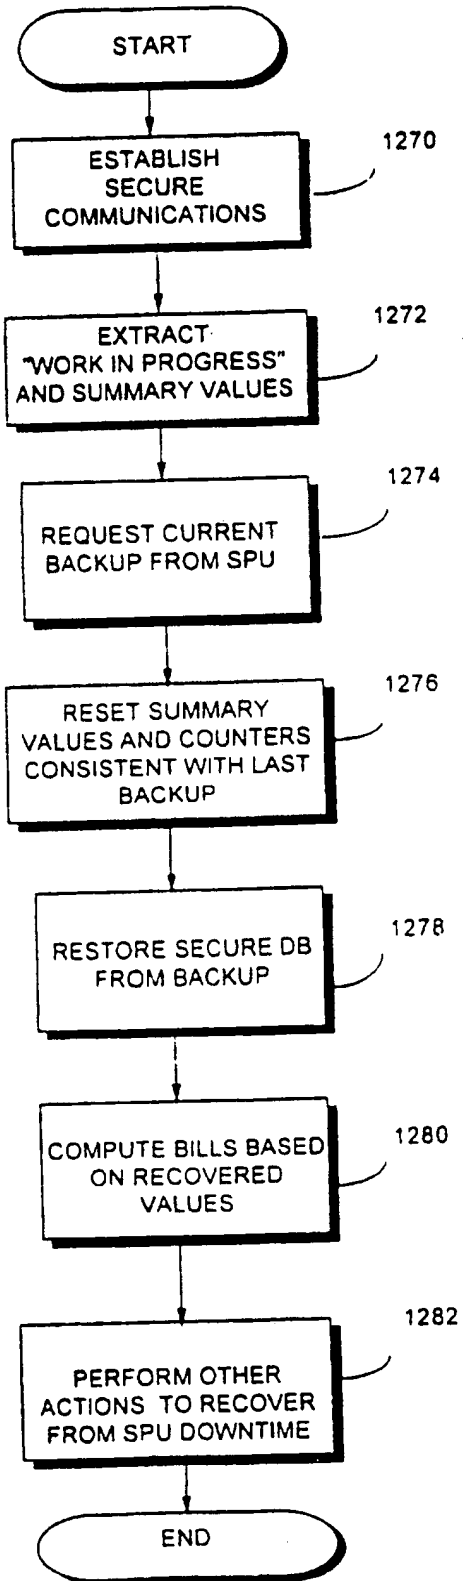 START
1270
ESTABLISH
SECURE
COMMUNICATIONS
1272
EXTRACT
"WORK IN PROGRESS"
AND SUMMARY VALUES
1274
REQUEST CURRENT
BACKUP FROM SPU
1276
RESET SUMMARY
VALUES AND COUNTERS
CONSISTENT WITH LAST
BACKUP
1278
RESTORE SECURE DB
FROM BACKUP
1280
COMPUTE BILLS BASED
ON RECOVERED
VALUES
1282
PERFORM OTHER
ACTIONS TO RECOVER
FROM SPU DOWNTIME
END